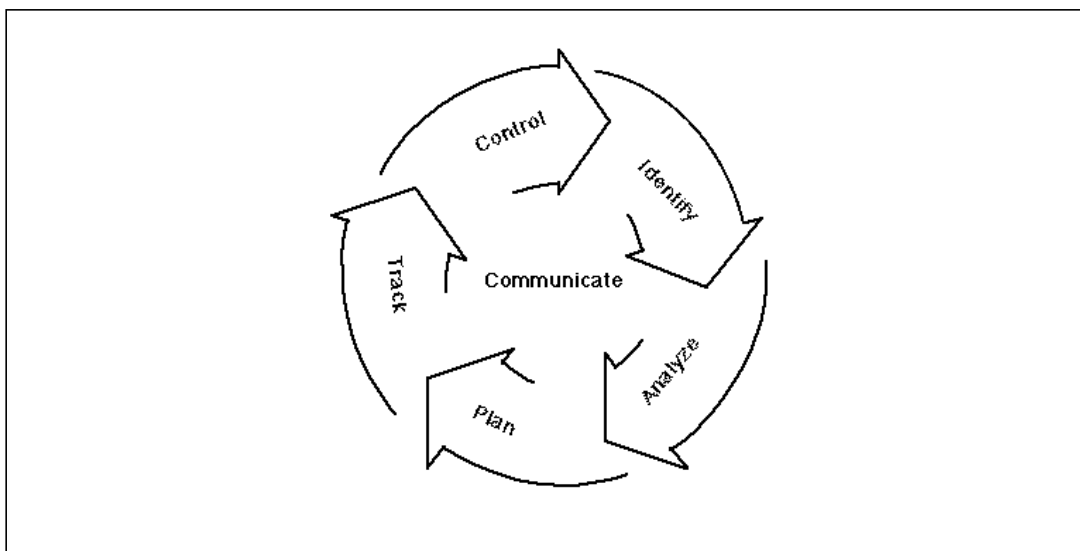 Control
Identify
Communicate
Track
Analyze
Plan